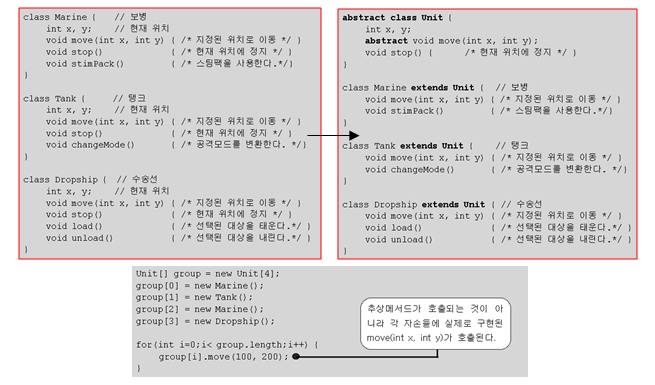 class Marine {   // 보병
    int x, y;   // 현재 위치
    void move(int x, int y) { /* 지정된 위치로 이동 */ }
    void stop()             { /* 현재 위치에 정지 */ }
    void stimPack()         { /* 스팀팩을 사용한다.*/}
}
class Tank {     // 탱크
    int x, y;   // 현재 위치
    void move(int x, int y) { /* 지정된 위치로 이동 */ }
    void stop()             { /* 현재 위치에 정지 */ }
    void changeMode()       { /* 공격모드를 변환한다. */}
}
class Dropship {  // 수송선
    int x, y;   // 현재 위치
    void move(int x, int y) { /* 지정된 위치로 이동 */ }
    void stop()             { /* 현재 위치에 정지 */ }
    void load()             { /* 선택된 대상을 태운다.*/ }
    void unload()           { /* 선택된 대상을 내린다.*/ }
}
abstract class Unit {
    int x, y;
    abstract void move(int x, int y);
    void stop() {     /* 현재 위치에 정지 */ }
}
class Marine extends Unit {   // 보병
    void move(int x, int y) { /* 지정된 위치로 이동 */ }
    void stimPack()         { /* 스팀팩을 사용한다.*/}
}
class Tank extends Unit {     // 탱크
    void move(int x, int y) { /* 지정된 위치로 이동 */ }
    void changeMode()       { /* 공격모드를 변환한다. */}
}
class Dropship extends Unit { // 수송선
    void move(int x, int y) { /* 지정된 위치로 이동 */ }
    void load()             { /* 선택된 대상을 태운다.*/ }
    void unload()           { /* 선택된 대상을 내린다.*/ }
}
Unit[] group = new Unit[4];
group[0] = new Marine();
group[1] = new Tank();
group[2] = new Marine();
group[3] = new Dropship();
for(int i=0;i< group.length;i++) {
    group[i].move(100, 200);
}
추상메서드가 호출되는 것이 아
니라 각 자손들에 실제로 구현된
move(int x, int y)가 호출된다.